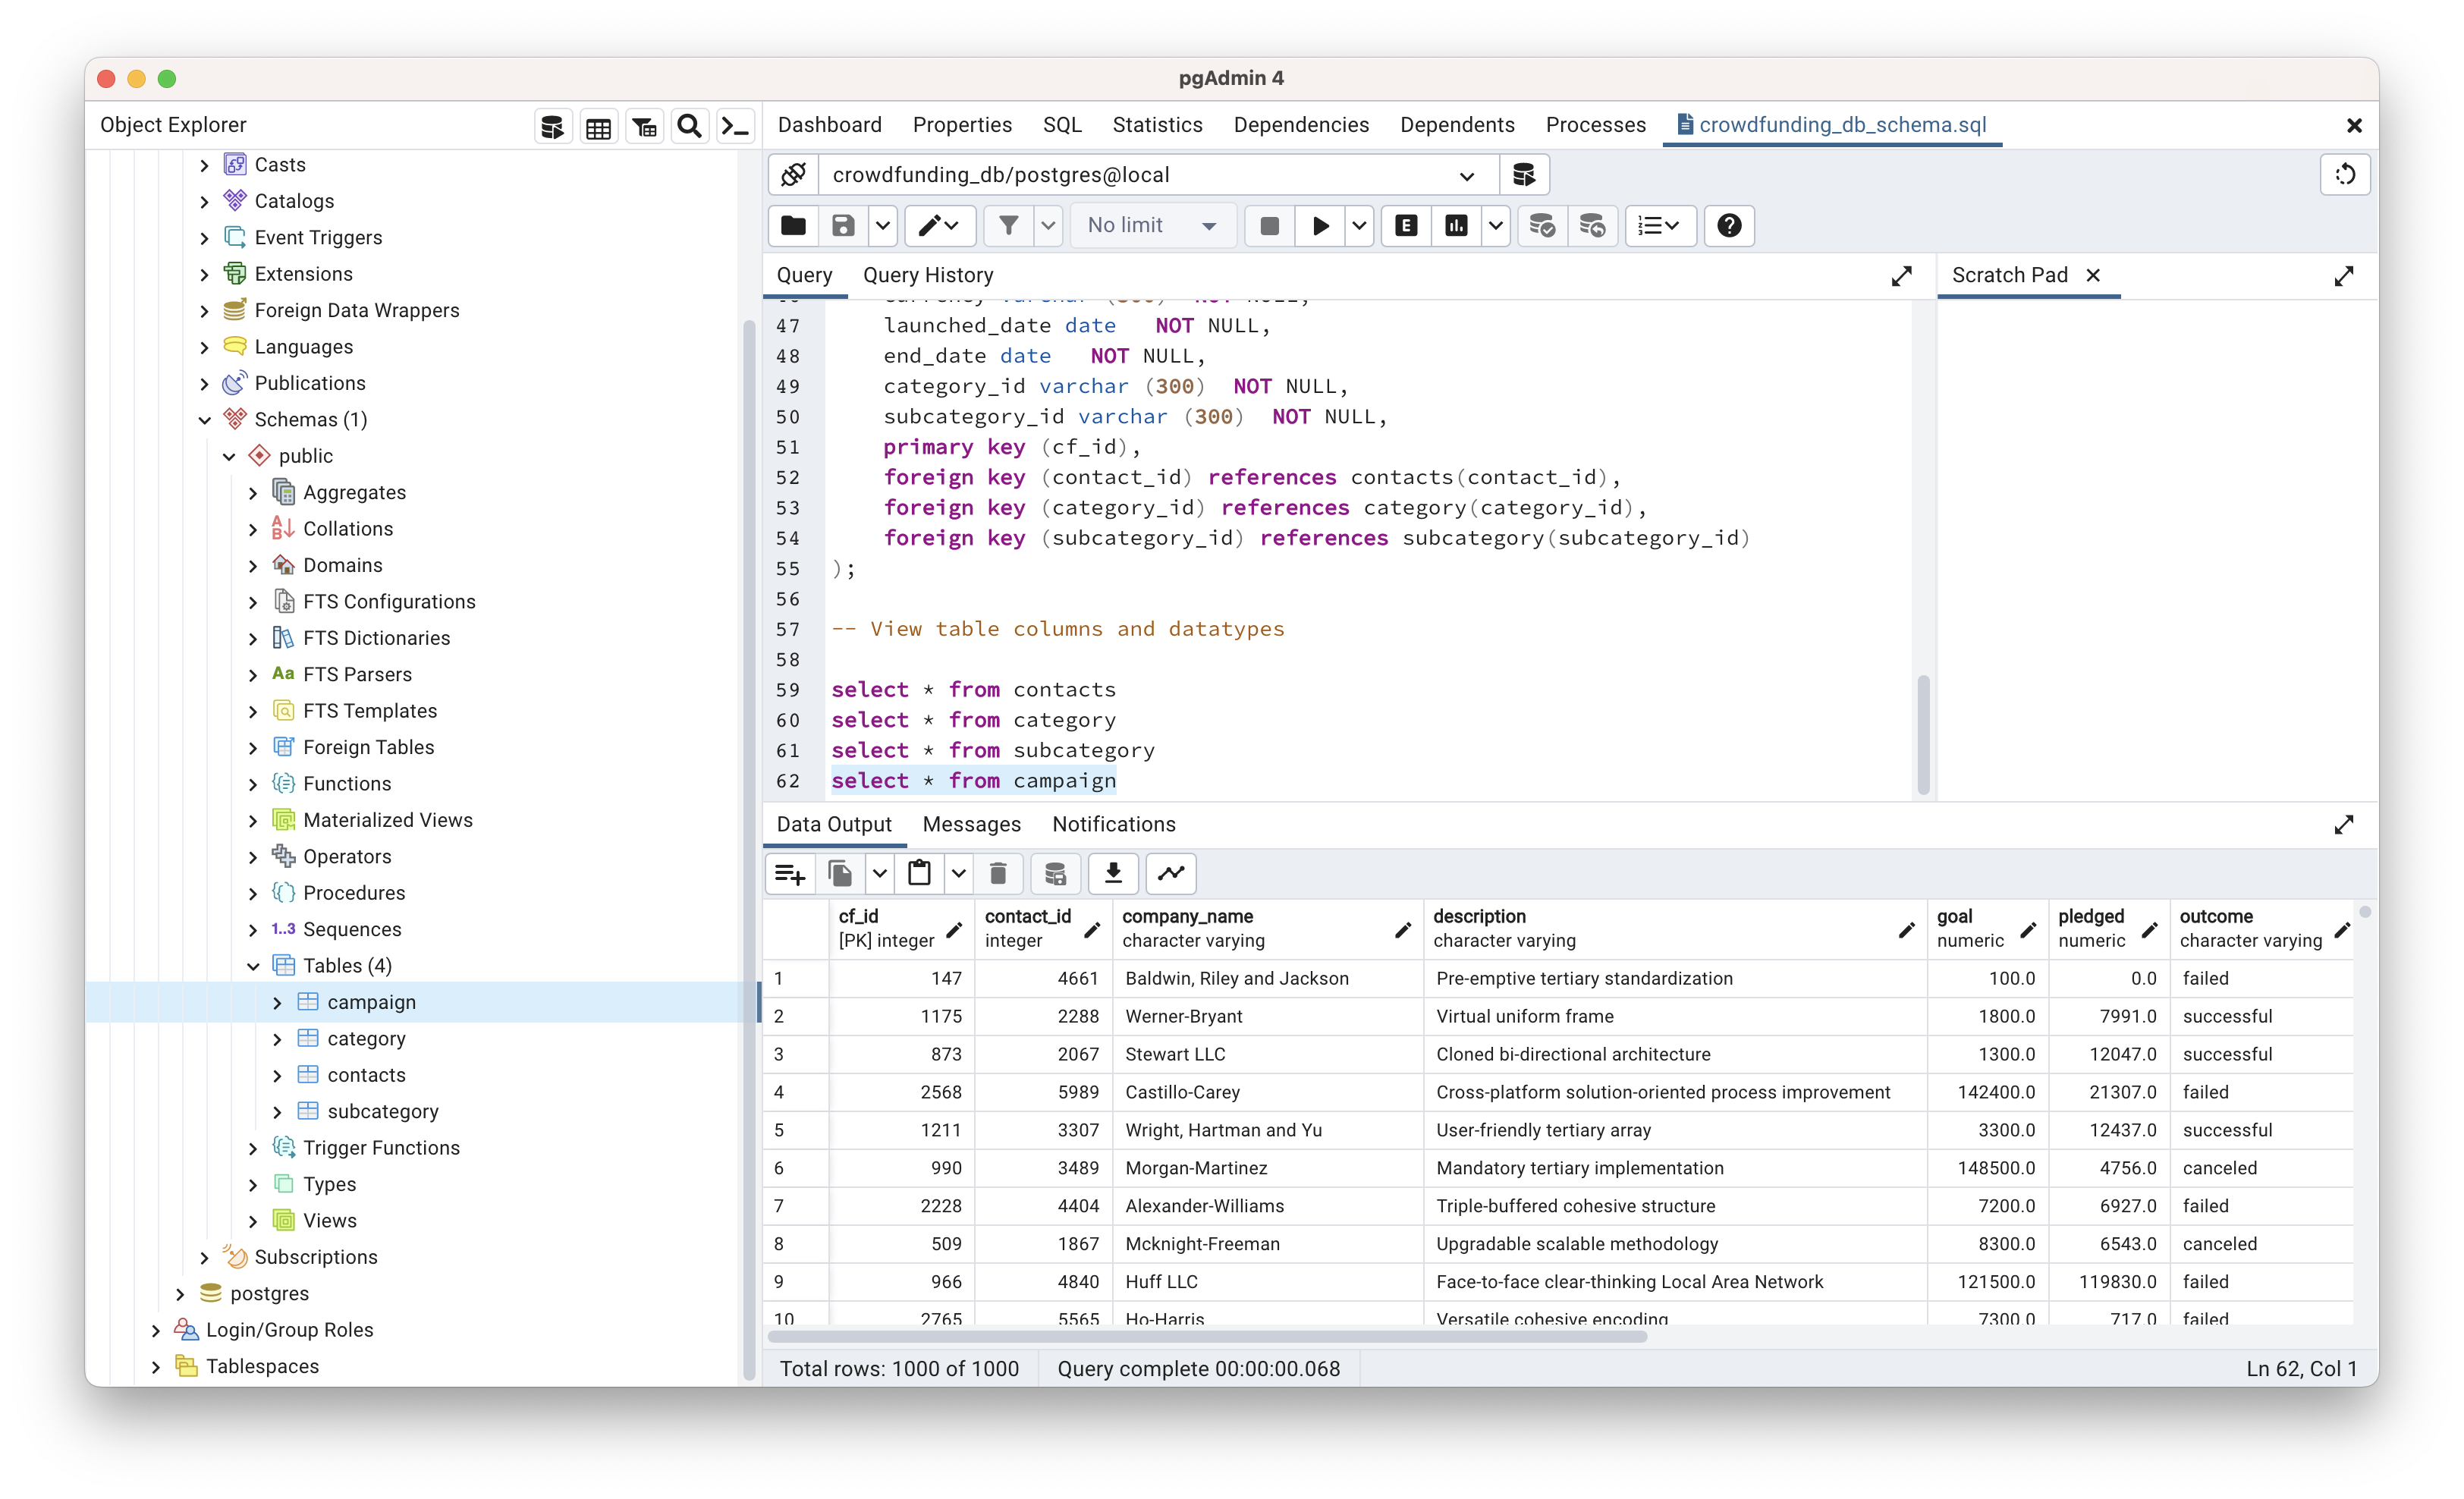 pgAdmin 4
Object Explorer
Dashboard Properties SQL Statistics Dependencies Dependents Processes crowdfunding_db_schema.sql
Casts
Catalogs
Event Triggers
Extensions
Foreign Data Wrappers
Languages
Publications
Schemas (1)
public
Aggregates
Collations
Domains
FTS Configurations
FTS Dictionaries
Aa FTS Parsers
FTS Templates
Foreign Tables
Functions
Materialized Views
Operators
Procedures
1..3 Sequences
Tables (4)
campaign
category
contacts
subcategory
Trigger Functions
Types
Views
Subscriptions
postgres
Login/Group Roles
Tablespaces
crowdfunding_db/postgres@local
No limit
E
Query Query History
Scratch Pad
46 currency varchar (300) NOT NULL,
47 launched_date date NOT NULL,
48 end_date date NOT NULL,
49 category_id varchar (300) NOT NULL,
50 subcategory_id varchar (300) NOT NULL,
51 primary key (cf_id),
52 foreign key (contact_id) references contacts(contact_id),
53 foreign key (category_id) references category(category_id),
54 foreign key (subcategory_id) references subcategory(subcategory_id)
55 );
56
57 -- View table columns and datatypes
58
59 select * from contacts
60 select * from category
61 select * from subcategory
62 select * from campaign
Data Output Messages Notifications
cf_id contact_id company_name description goal pledged outcome
[PK] integer integer character varying character varying numeric numeric character varying
1 147 4661 Baldwin, Riley and Jackson Pre-emptive tertiary standardization 100.0 0.0 failed
2 1175 2288 Werner-Bryant Virtual uniform frame 1800.0 7991.0 successful
3 873 2067 Stewart LLC Cloned bi-directional architecture 1300.0 12047.0 successful
4 2568 5989 Castillo-Carey Cross-platform solution-oriented process improvement 142400.0 21307.0 failed
5 1211 3307 Wright, Hartman and Yu User-friendly tertiary array 3300.0 12437.0 successful
6 990 3489 Morgan-Martinez Mandatory tertiary implementation 148500.0 4756.0 canceled
7 2228 4404 Alexander-Williams Triple-buffered cohesive structure 7200.0 6927.0 failed
8 509 1867 Mcknight-Freeman Upgradable scalable methodology 8300.0 6543.0 canceled
9 966 4840 Huff LLC Face-to-face clear-thinking Local Area Network 121500.0 119830.0 failed
10 2765 5565 Ho-Harris Versatile cohesive encoding 7300.0 717.0 failed
Total rows: 1000 of 1000 Query complete 00:00:00.068 Ln 62, Col 1